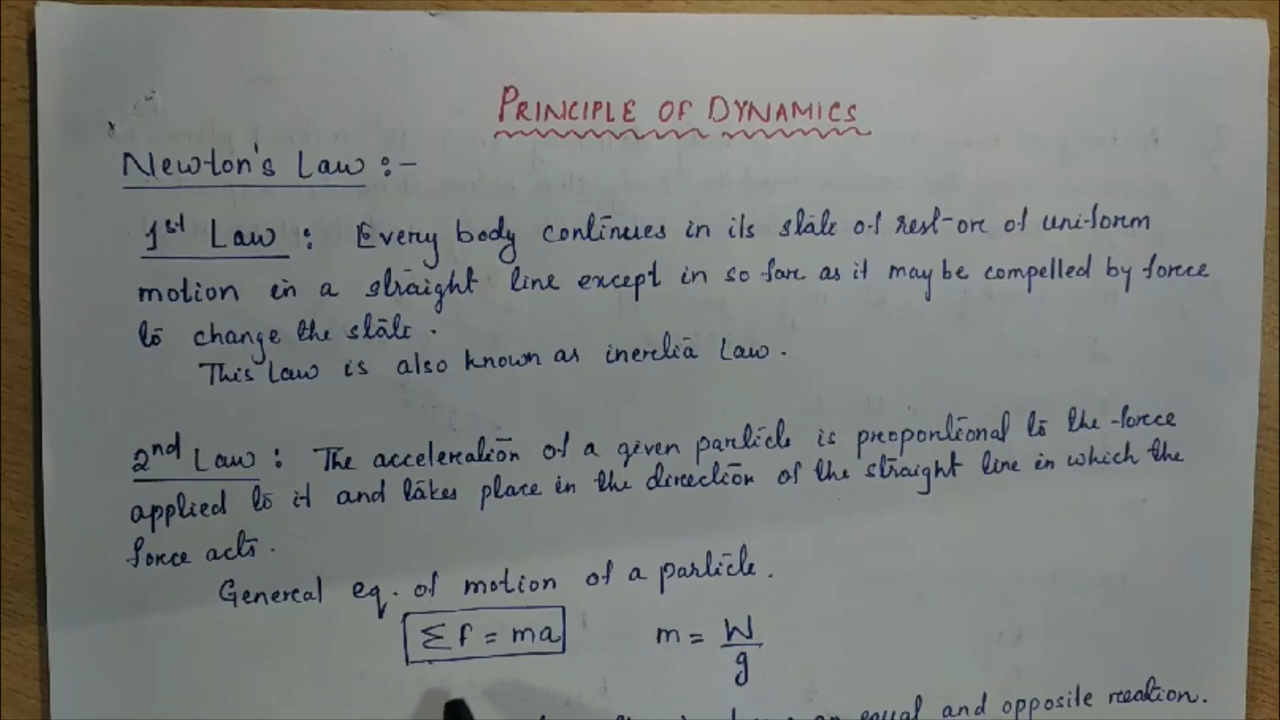 PRINCIPLE OF DYNAMICS
Newton's Law :-
1st Law : Every body continues in its state of rest or of uniform
motion in a straight line except in so far as it may be compelled by force
to change the state.
This Law is also known as inertia Law.
2nd Law : The acceleration of a given particle is proportional to the force
applied to it and takes place in the direction of the straight line in which the
force acts.
General eq. of motion of a particle.
Σf = ma m = W/g
equal and opposite reaction.